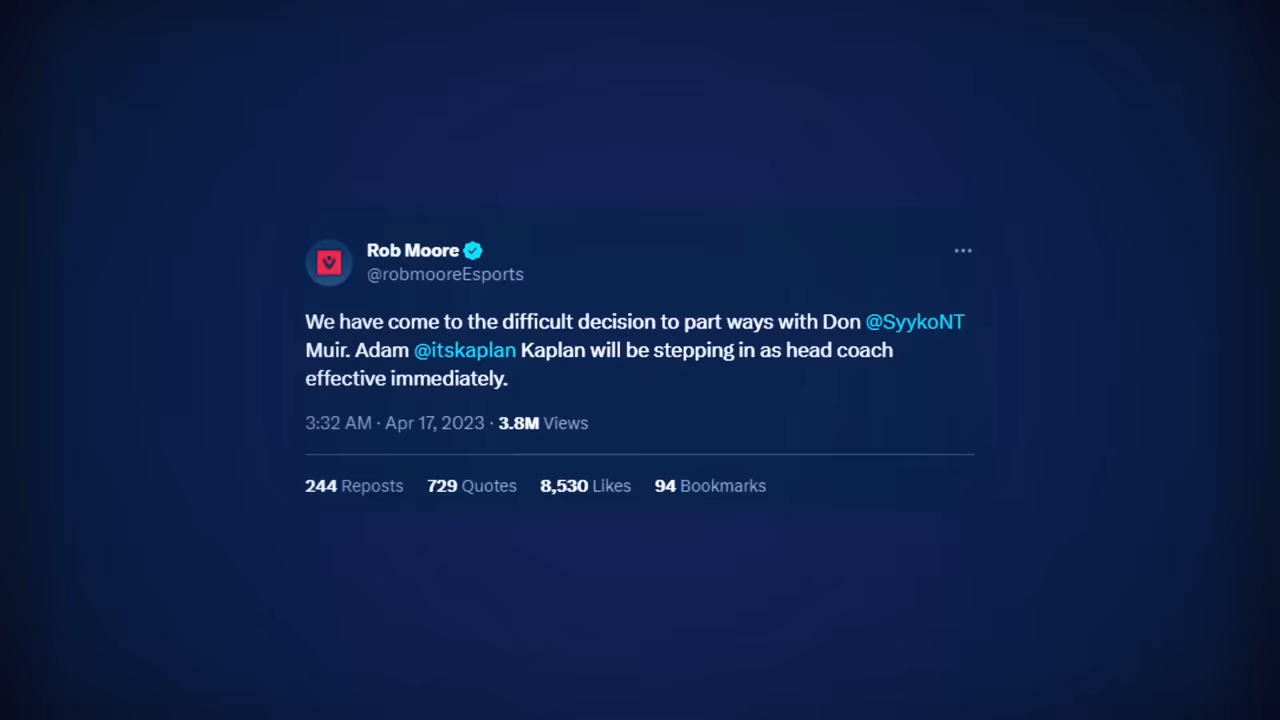 Rob Moore
@robmooreEsports
We have come to the difficult decision to part ways with Don @SyykoNT
Muir. Adam @itskaplan Kaplan will be stepping in as head coach
effective immediately.
3:32 AM · Apr 17, 2023 · 3.8M Views
244 Reposts 729 Quotes 8,530 Likes 94 Bookmarks